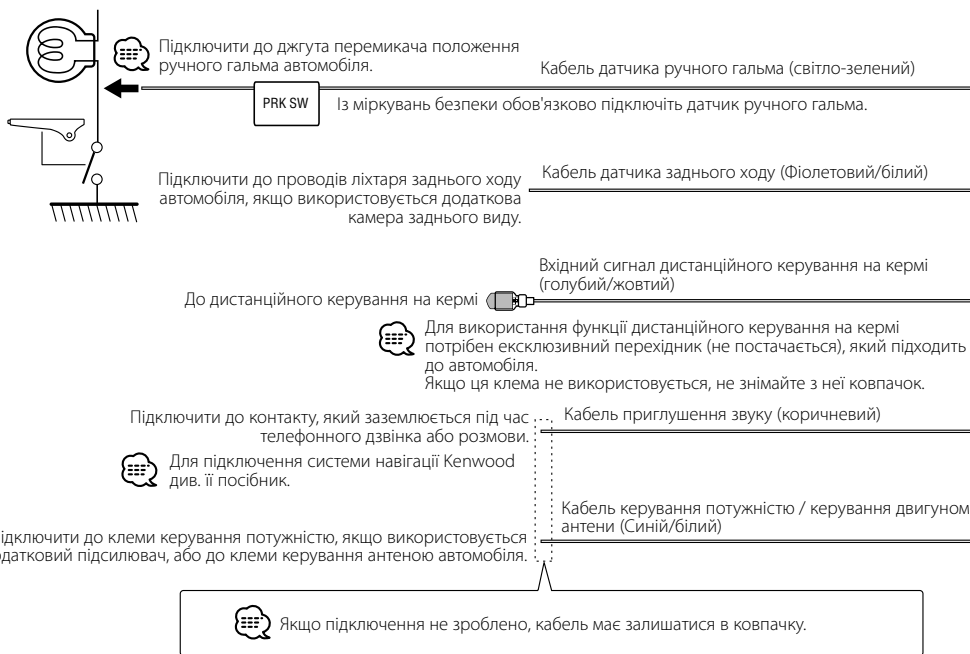 Підключити до джгута перемикача положення
ручного гальма автомобіля.
Кабель датчика ручного гальма (світло-зелений)
PRK SW
Із міркувань безпеки обов'язково підключіть датчик ручного гальма.
Підключити до проводів ліхтаря заднього ходу
автомобіля, якщо використовується додаткова
камера заднього виду.
Кабель датчика заднього ходу (Фіолетовий/білий)
Вхідний сигнал дистанційного керування на кермі
(голубий/жовтий)
До дистанційного керування на кермі
Для використання функції дистанційного керування на кермі
потрібен ексклюзивний перехідник (не постачається), який підходить
до автомобіля.
Якщо ця клема не використовується, не знімайте з неї ковпачок.
Підключити до контакту, який заземлюється під час
телефонного дзвінка або розмови.
Кабель приглушення звуку (коричневий)
Для підключення системи навігації Kenwood
див. її посібник.
Кабель керування потужністю / керування двигуном
антени (Синій/білий)
ідключити до клеми керування потужністю, якщо використовується
одатковий підсилювач, або до клеми керування антеною автомобіля.
Якщо підключення не зроблено, кабель має залишатися в ковпачку.